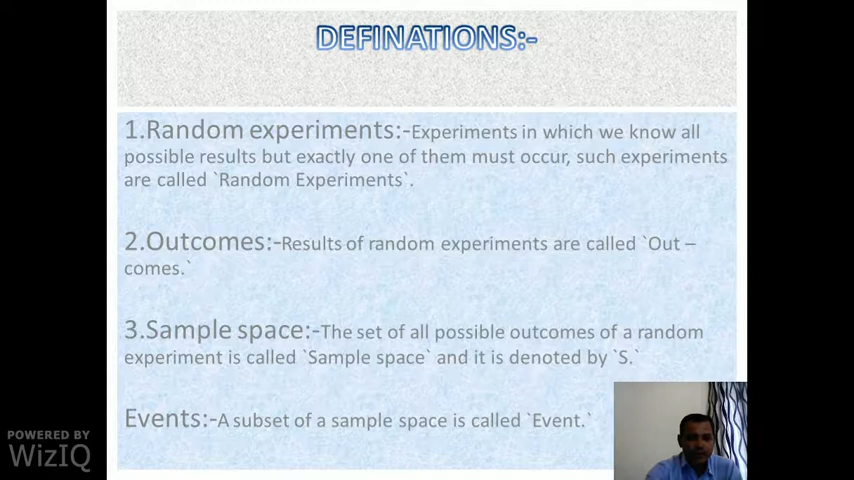 DEFINATIONS:-
1.Random experiments:-Experiments in which we know all
possible results but exactly one of them must occur, such experiments
are called `Random Experiments`.
2.Outcomes:-Results of random experiments are called `Out –
comes.`
3.Sample space:-The set of all possible outcomes of a random
experiment is called `Sample space` and it is denoted by `S.`
Events:-A subset of a sample space is called `Event.`
POWERED BY
WizIQ